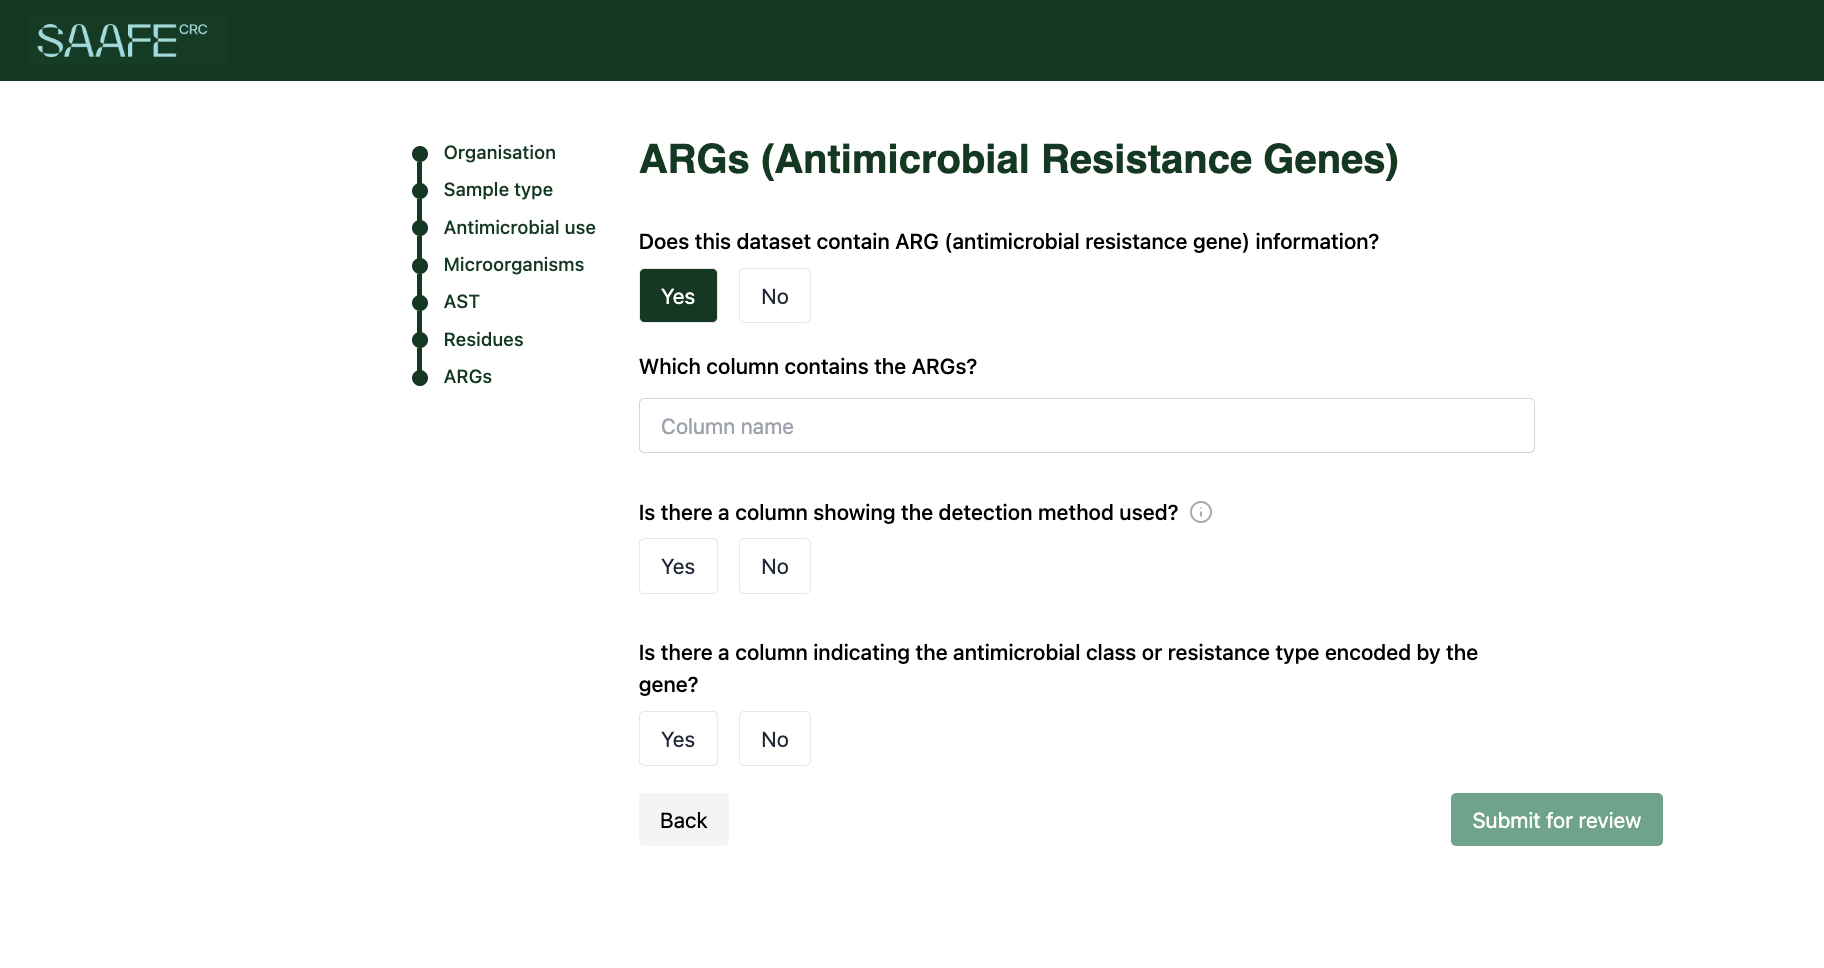 SAAFE CRC
Organisation
Sample type
Antimicrobial use
Microorganisms
AST
Residues
ARGs
ARGs (Antimicrobial Resistance Genes)
Does this dataset contain ARG (antimicrobial resistance gene) information?
Yes No
Which column contains the ARGs?
Column name
Is there a column showing the detection method used?
Yes No
Is there a column indicating the antimicrobial class or resistance type encoded by the
gene?
Yes No
Back Submit for review